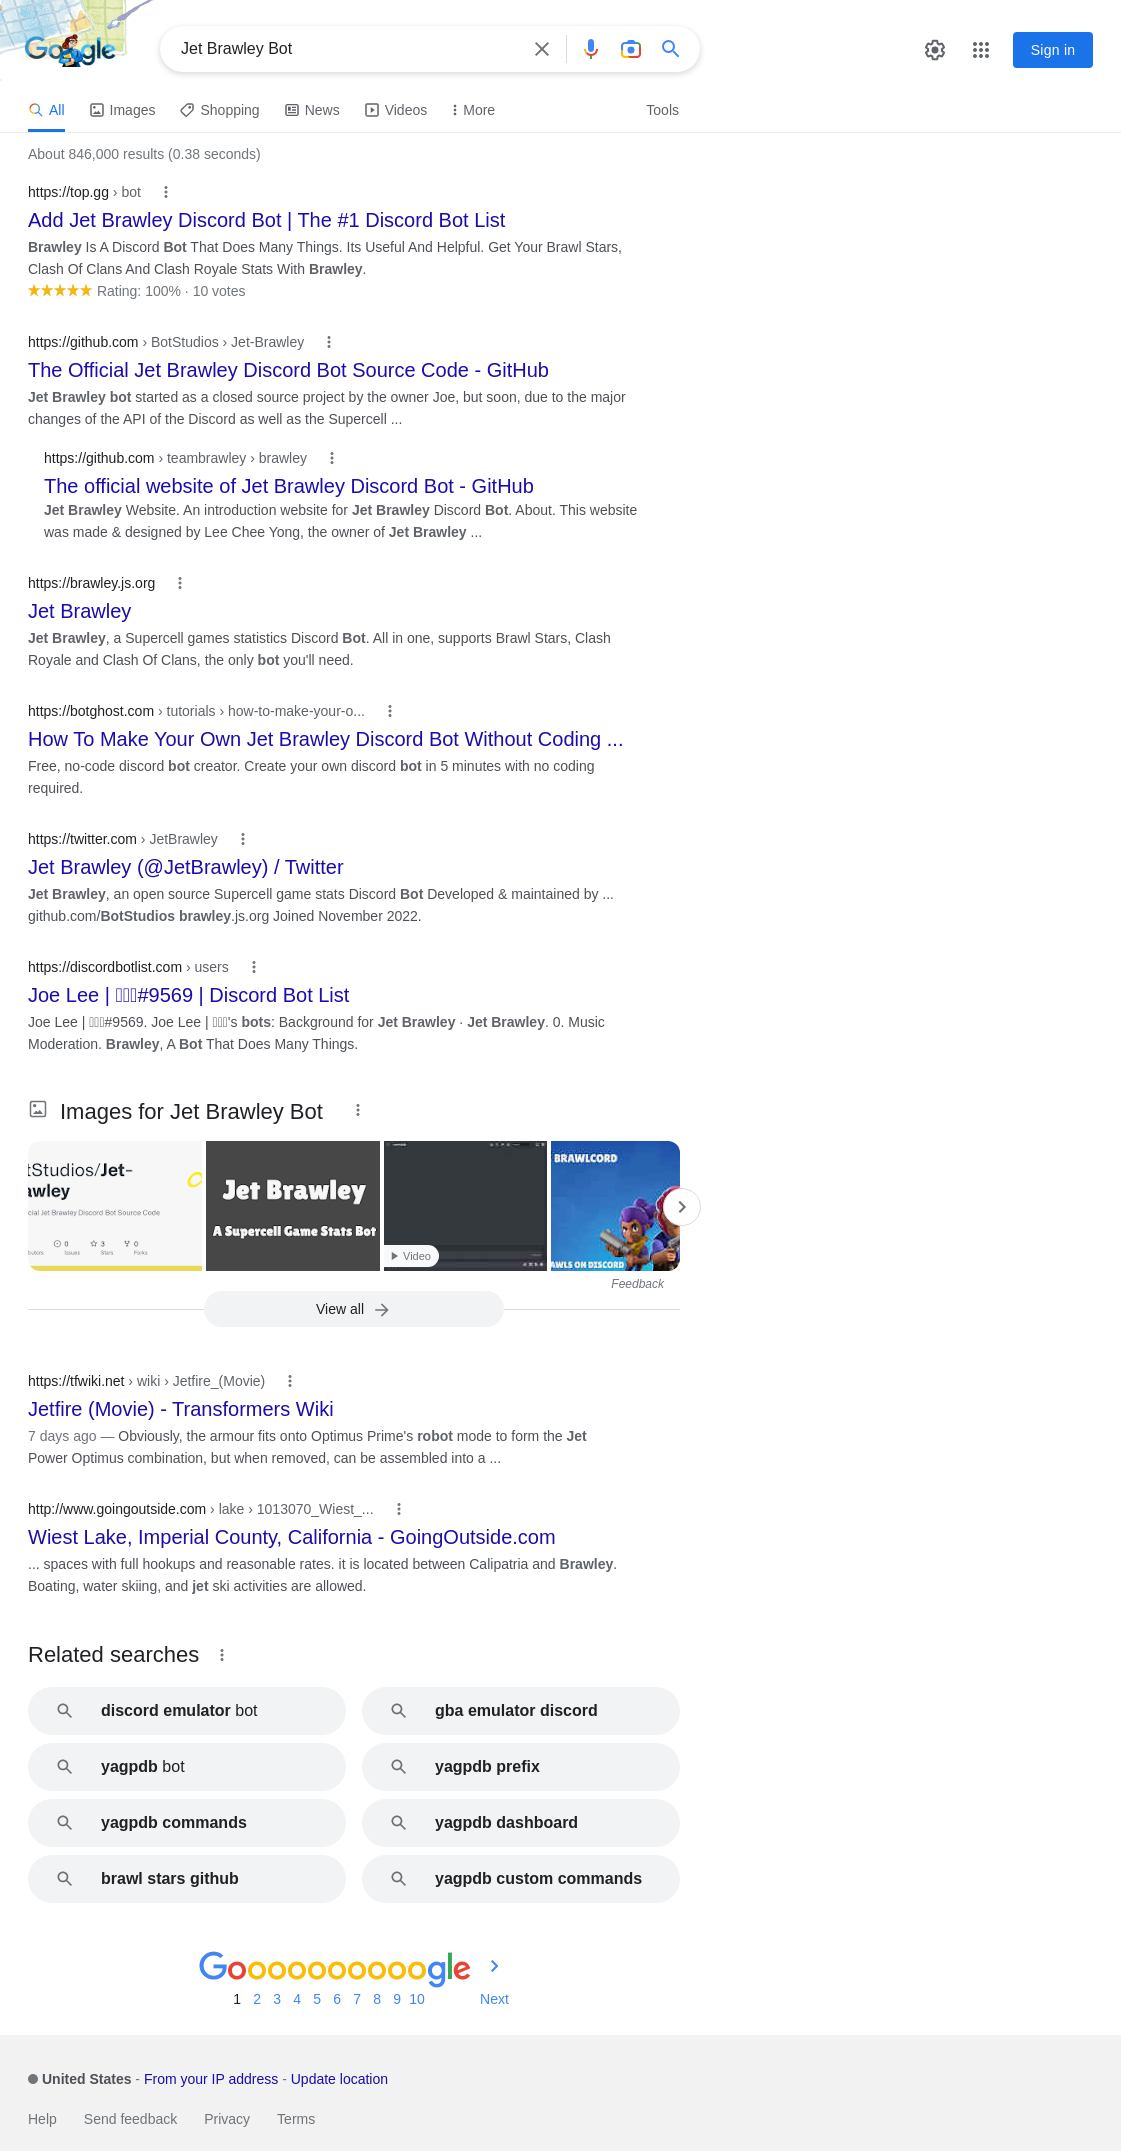 Google
Jet Brawley Bot
Sign in
All Images Shopping News Videos More Tools
About 846,000 results (0.38 seconds)
https://top.gg › bot
Add Jet Brawley Discord Bot | The #1 Discord Bot List
Brawley Is A Discord Bot That Does Many Things. Its Useful And Helpful. Get Your Brawl Stars,
Clash Of Clans And Clash Royale Stats With Brawley.
Rating: 100% · 10 votes
https://github.com › BotStudios › Jet-Brawley
The Official Jet Brawley Discord Bot Source Code - GitHub
Jet Brawley bot started as a closed source project by the owner Joe, but soon, due to the major
changes of the API of the Discord as well as the Supercell ...
https://github.com › teambrawley › brawley
The official website of Jet Brawley Discord Bot - GitHub
Jet Brawley Website. An introduction website for Jet Brawley Discord Bot. About. This website
was made & designed by Lee Chee Yong, the owner of Jet Brawley ...
https://brawley.js.org
Jet Brawley
Jet Brawley, a Supercell games statistics Discord Bot. All in one, supports Brawl Stars, Clash
Royale and Clash Of Clans, the only bot you'll need.
https://botghost.com › tutorials › how-to-make-your-o...
How To Make Your Own Jet Brawley Discord Bot Without Coding ...
Free, no-code discord bot creator. Create your own discord bot in 5 minutes with no coding
required.
https://twitter.com › JetBrawley
Jet Brawley (@JetBrawley) / Twitter
Jet Brawley, an open source Supercell game stats Discord Bot Developed & maintained by ...
github.com/BotStudios brawley.js.org Joined November 2022.
https://discordbotlist.com › users
Joe Lee | #9569 | Discord Bot List
Joe Lee | #9569. Joe Lee | 's bots: Background for Jet Brawley · Jet Brawley. 0. Music
Moderation. Brawley, A Bot That Does Many Things.
Images for Jet Brawley Bot
tStudios/Jet-
awley
cial Jet Brawley Discord Bot Source Code
0 3 0
Issues Stars Forks
Jet Brawley
A Supercell Game Stats Bot
Video
BRAWLCORD
AWLS ON DISCORD
Feedback
View all
https://tfwiki.net › wiki › Jetfire_(Movie)
Jetfire (Movie) - Transformers Wiki
7 days ago — Obviously, the armour fits onto Optimus Prime's robot mode to form the Jet
Power Optimus combination, but when removed, can be assembled into a ...
http://www.goingoutside.com › lake › 1013070_Wiest_...
Wiest Lake, Imperial County, California - GoingOutside.com
... spaces with full hookups and reasonable rates. it is located between Calipatria and Brawley.
Boating, water skiing, and jet ski activities are allowed.
Related searches
discord emulator bot
gba emulator discord
yagpdb bot
yagpdb prefix
yagpdb commands
yagpdb dashboard
brawl stars github
yagpdb custom commands
Goooooooooogle
1 2 3 4 5 6 7 8 9 10 Next
United States - From your IP address - Update location
Help Send feedback Privacy Terms